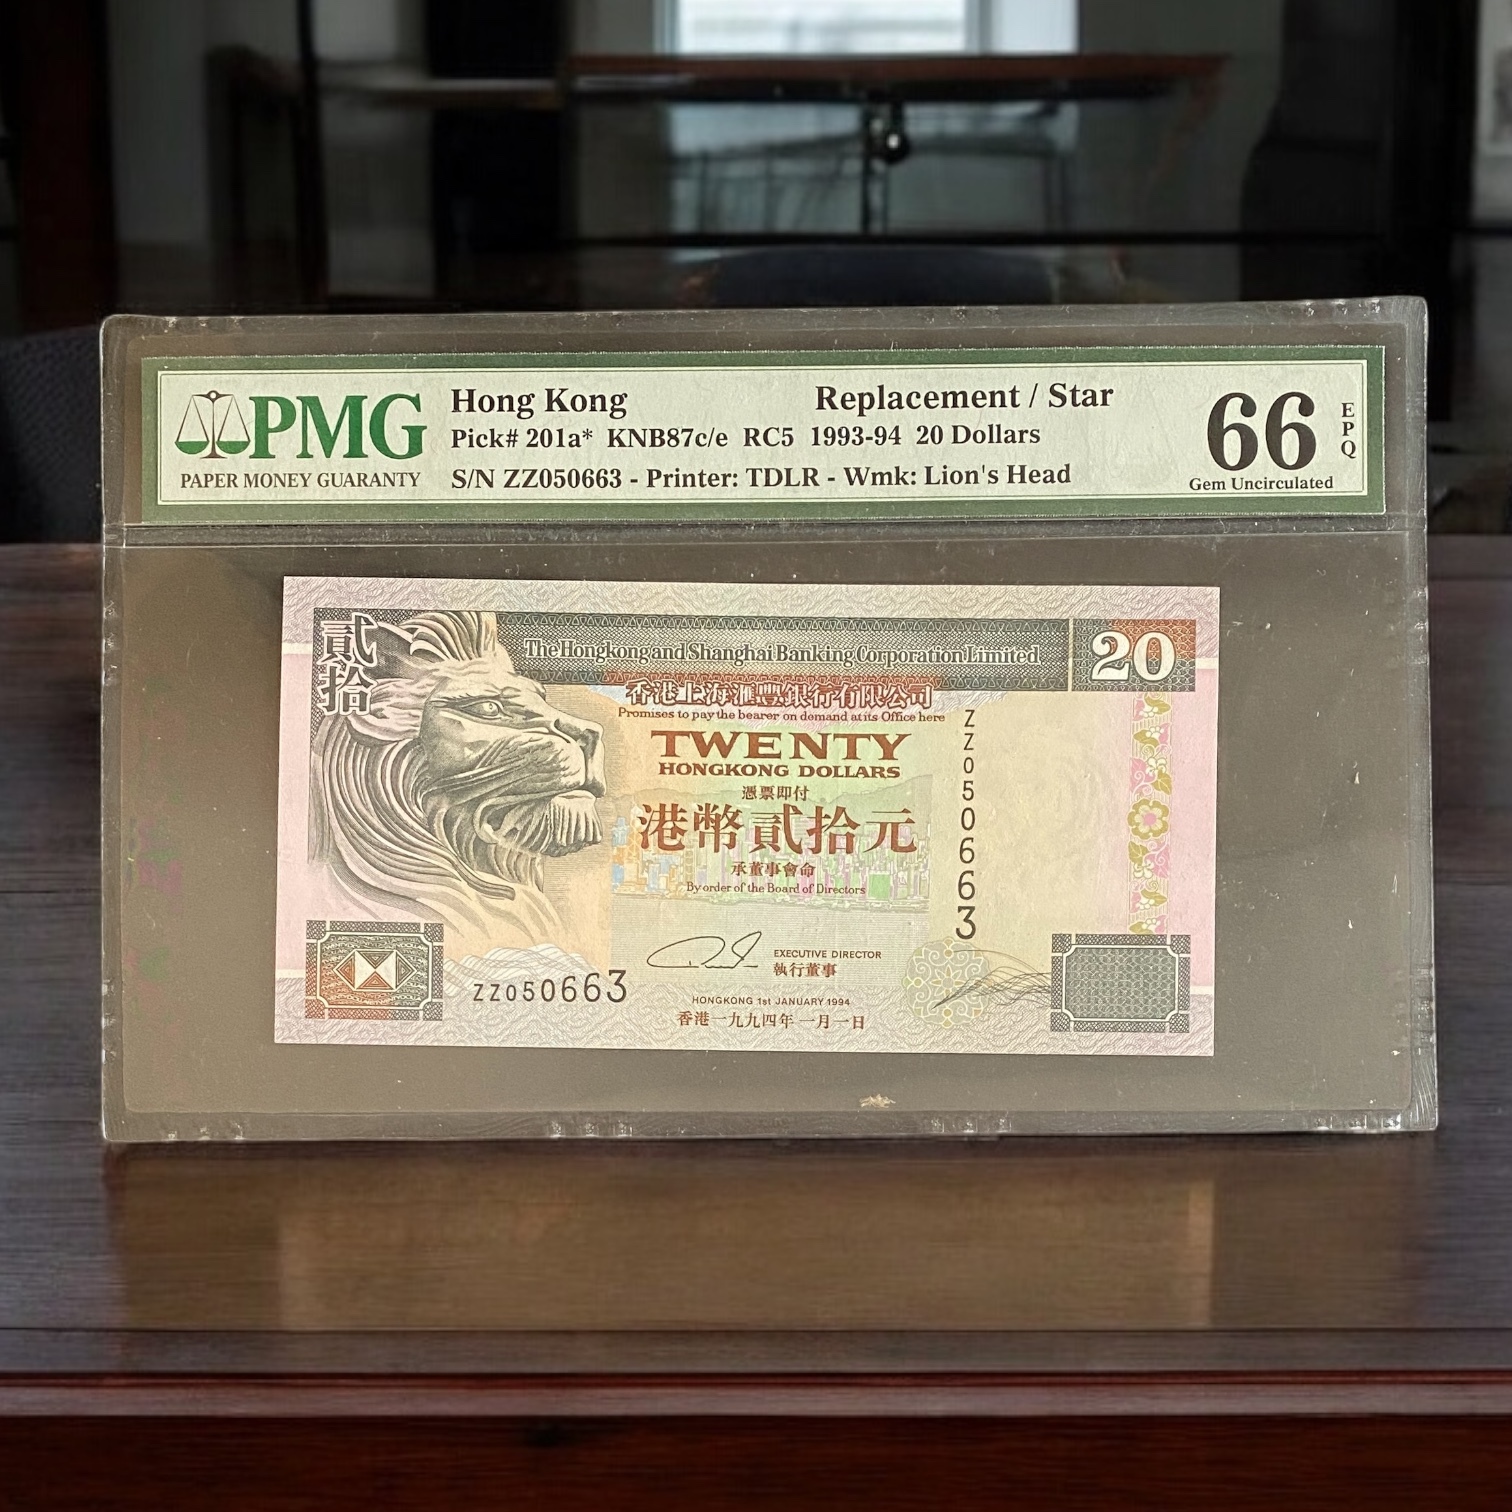 PMG
PAPER MONEY GUARANTY
Hong Kong Replacement / Star
Pick# 201a* KNB87c/e RC5 1993-94 20 Dollars
S/N ZZ050663 - Printer: TDLR - Wmk: Lion's Head
66
EPQ
Gem Uncirculated
貳拾
The Hongkong and Shanghai Banking Corporation Limited
20
香港上海滙豐銀行有限公司
Promises to pay the bearer on demand at its Office here
TWENTY
HONGKONG DOLLARS
憑票即付
港幣貳拾元
承董事會命
By order of the Board of Directors
ZZ050663
EXECUTIVE DIRECTOR
執行董事
ZZ050663
HONGKONG 1st JANUARY 1994
香港一九九四年一月一日